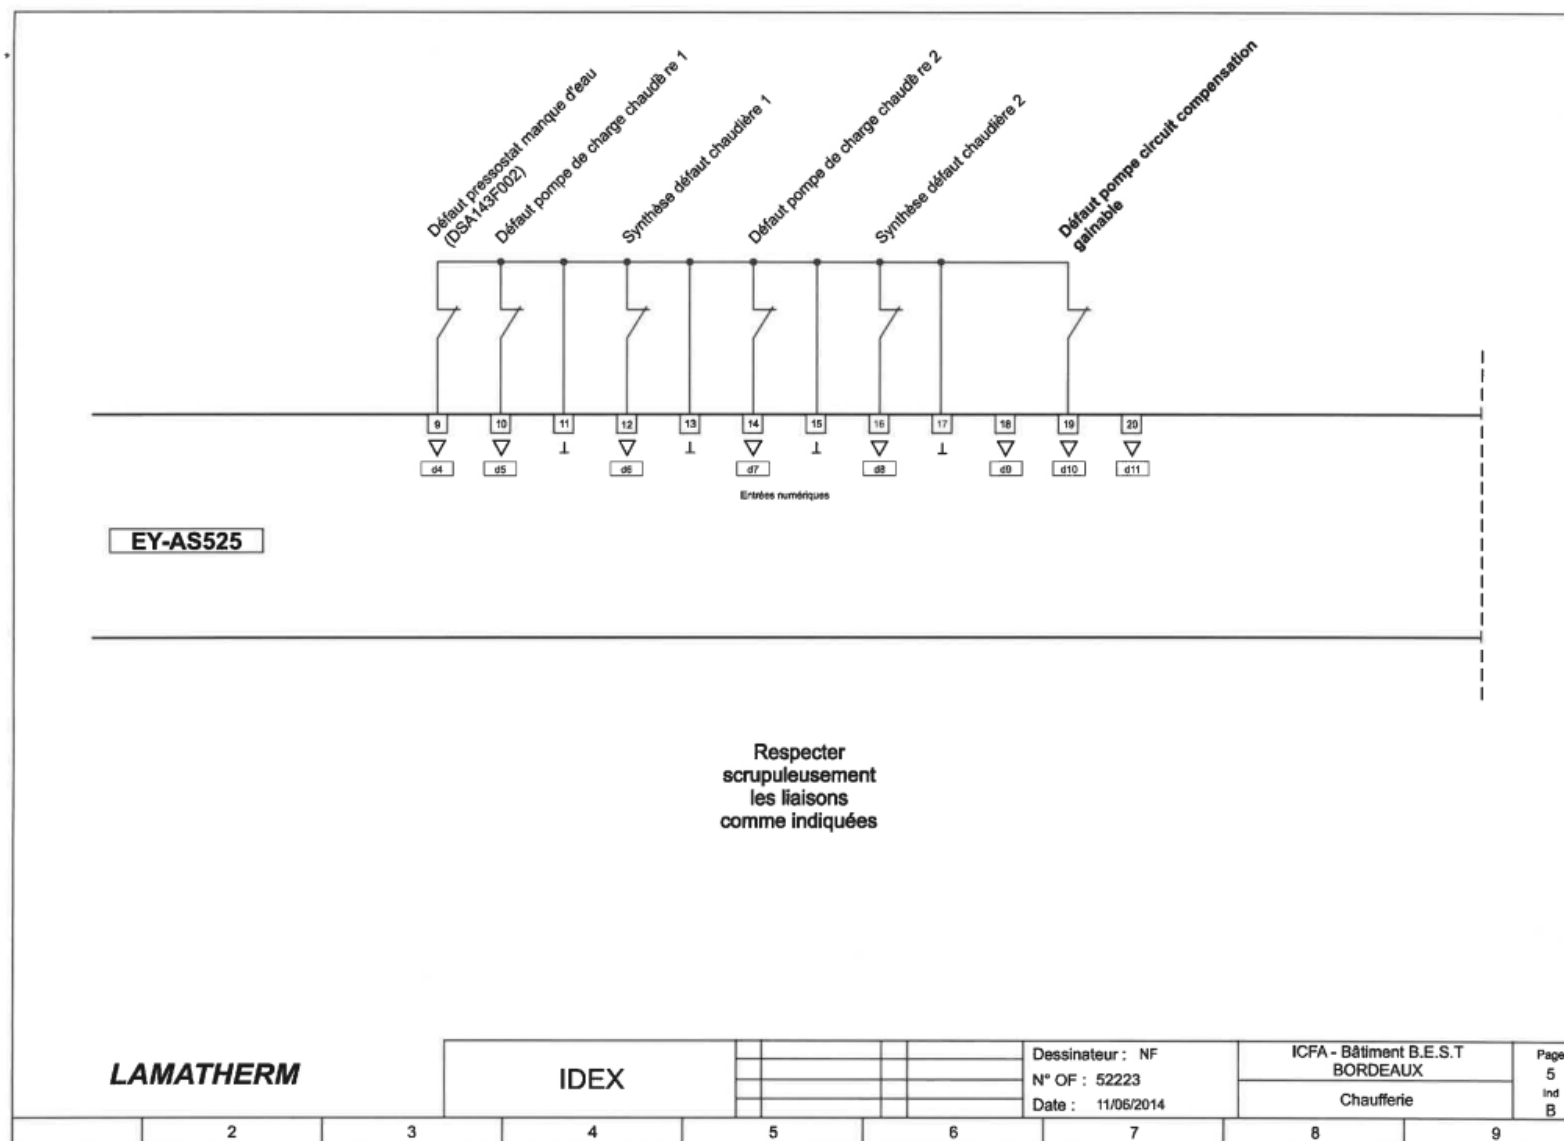 Défaut pressostat manque d'eau
(DSA143F002)
Défaut pompe de charge chaudè re 1
Synthèse défaut chaudière 1
Défaut pompe de charge chaudè re 2
Synthèse défaut chaudière 2
Défaut pompe circuit compensation
gainable
9 10 11 12 13 14 15 16 17 18 19 20
d4 d5 d6 d7 d8 d9 d10 d11
Entrées numériques
EY-AS525
Respecter
scrupuleusement
les liaisons
comme indiquées
LAMATHERM
IDEX
Dessinateur : NF
N° OF : 52223
Date : 11/06/2014
ICFA - Bâtiment B.E.S.T
BORDEAUX
Chaufferie
Page
5
Ind
B
2 3 4 5 6 7 8 9